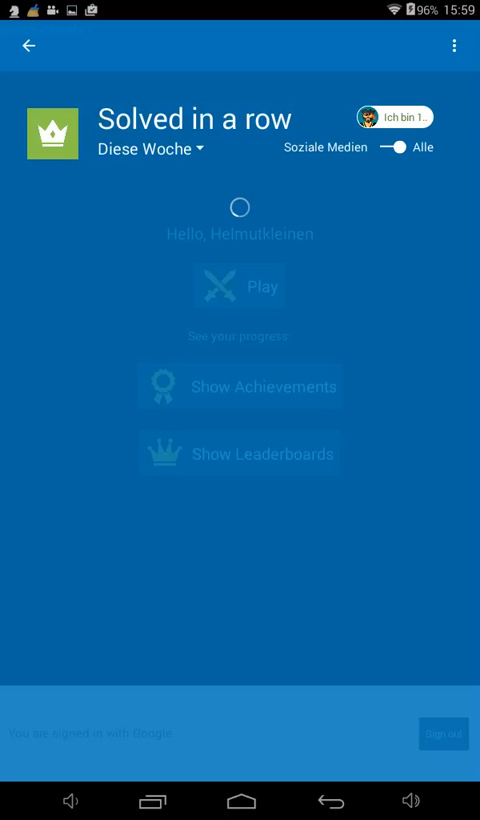 96% 15:59
Solved in a row
Ich bin 1..
Diese Woche
Soziale Medien
Alle
Hello, Helmutkleinen
Play
See your progress:
Show Achievements
Show Leaderboards
You are signed in with Google
Sign out